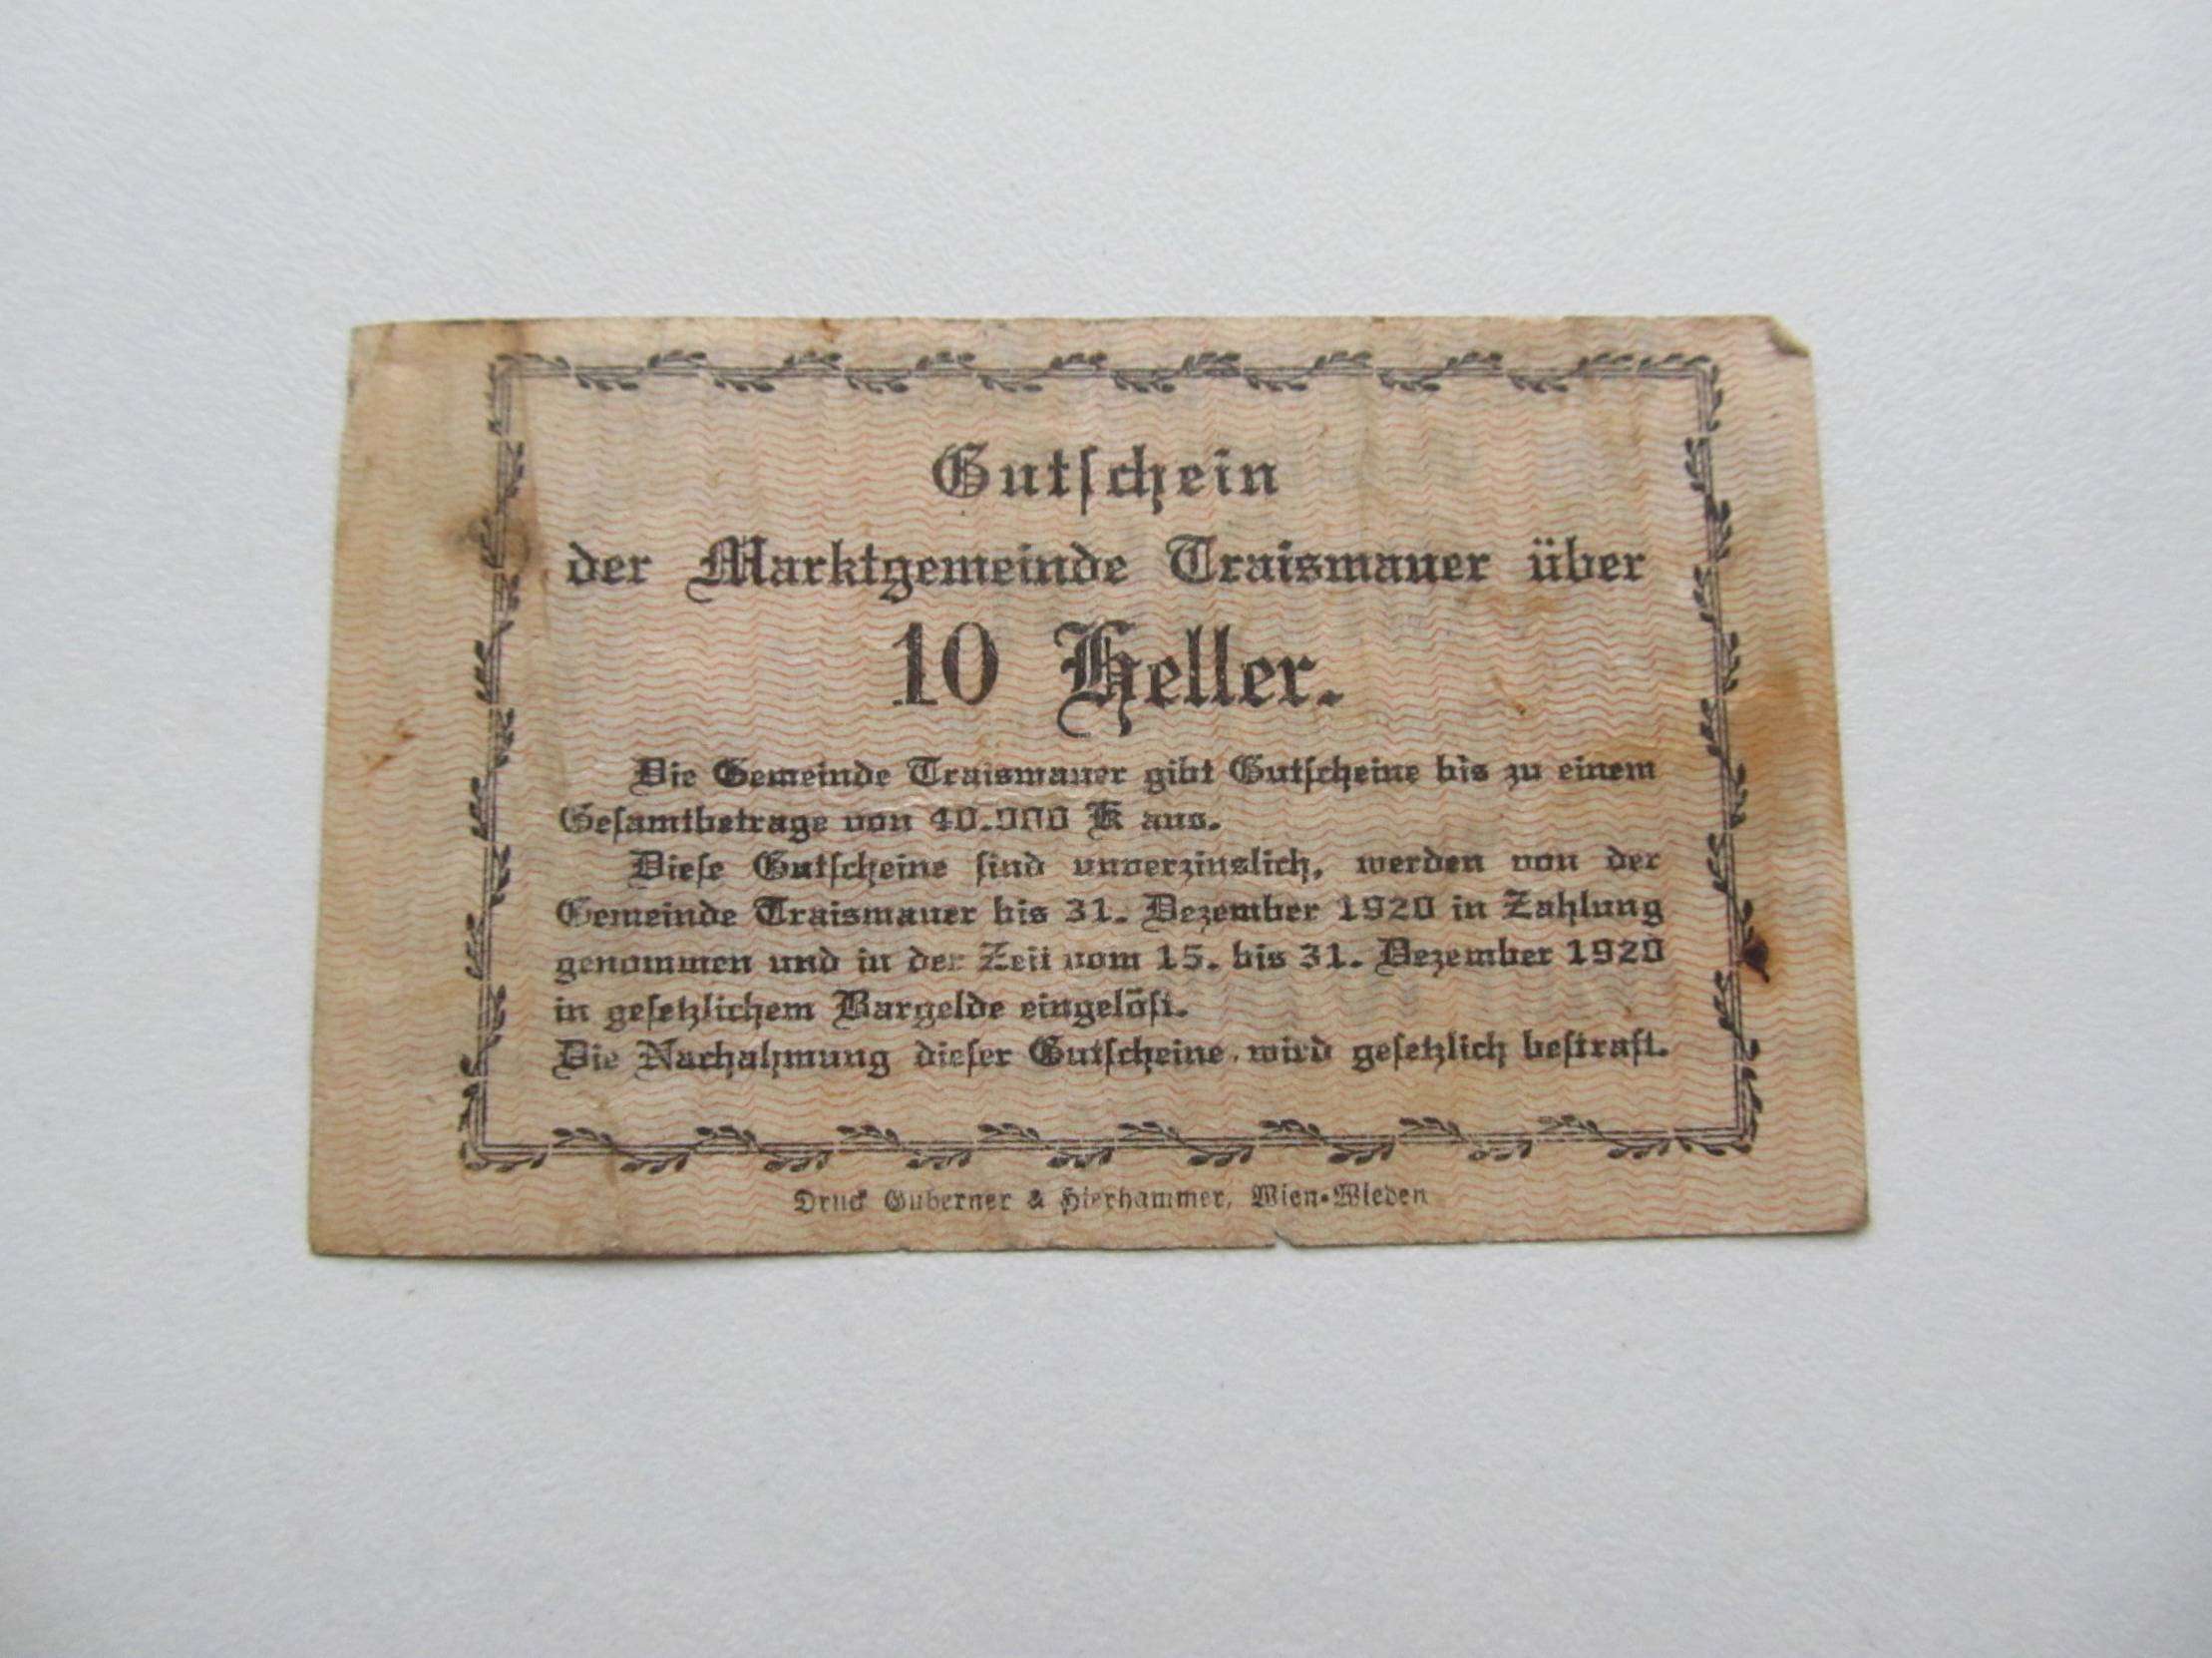 Gutschein
der Marktgemeinde Traismauer über
10 Heller.
Die Gemeinde Traismauer gibt Gutscheine bis zu einem
Gesamtbetrage von 40.000 K aus.
Diese Gutscheine sind unverzinslich, werden von der
Gemeinde Traismauer bis 31. Dezember 1920 in Zahlung
genommen und in der Zeit vom 15. bis 31. Dezember 1920
in gesetzlichem Bargelde eingelöst.
Die Nachahmung dieser Gutscheine wird gesetzlich bestraft.
Druck Guberner & Hierhammer, Wien-Wieden